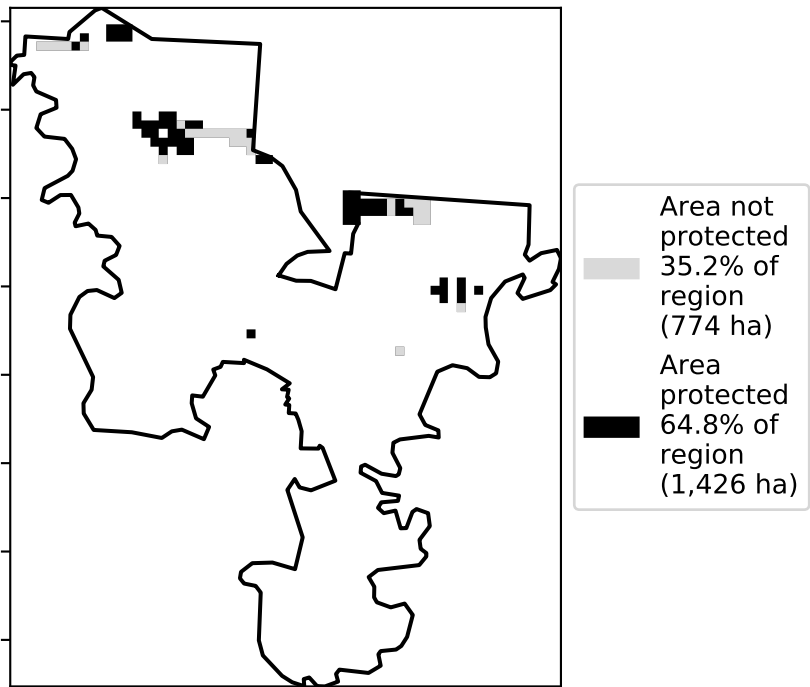 Area not
protected
35.2% of
region
(774 ha)
Area
protected
64.8% of
region
(1,426 ha)